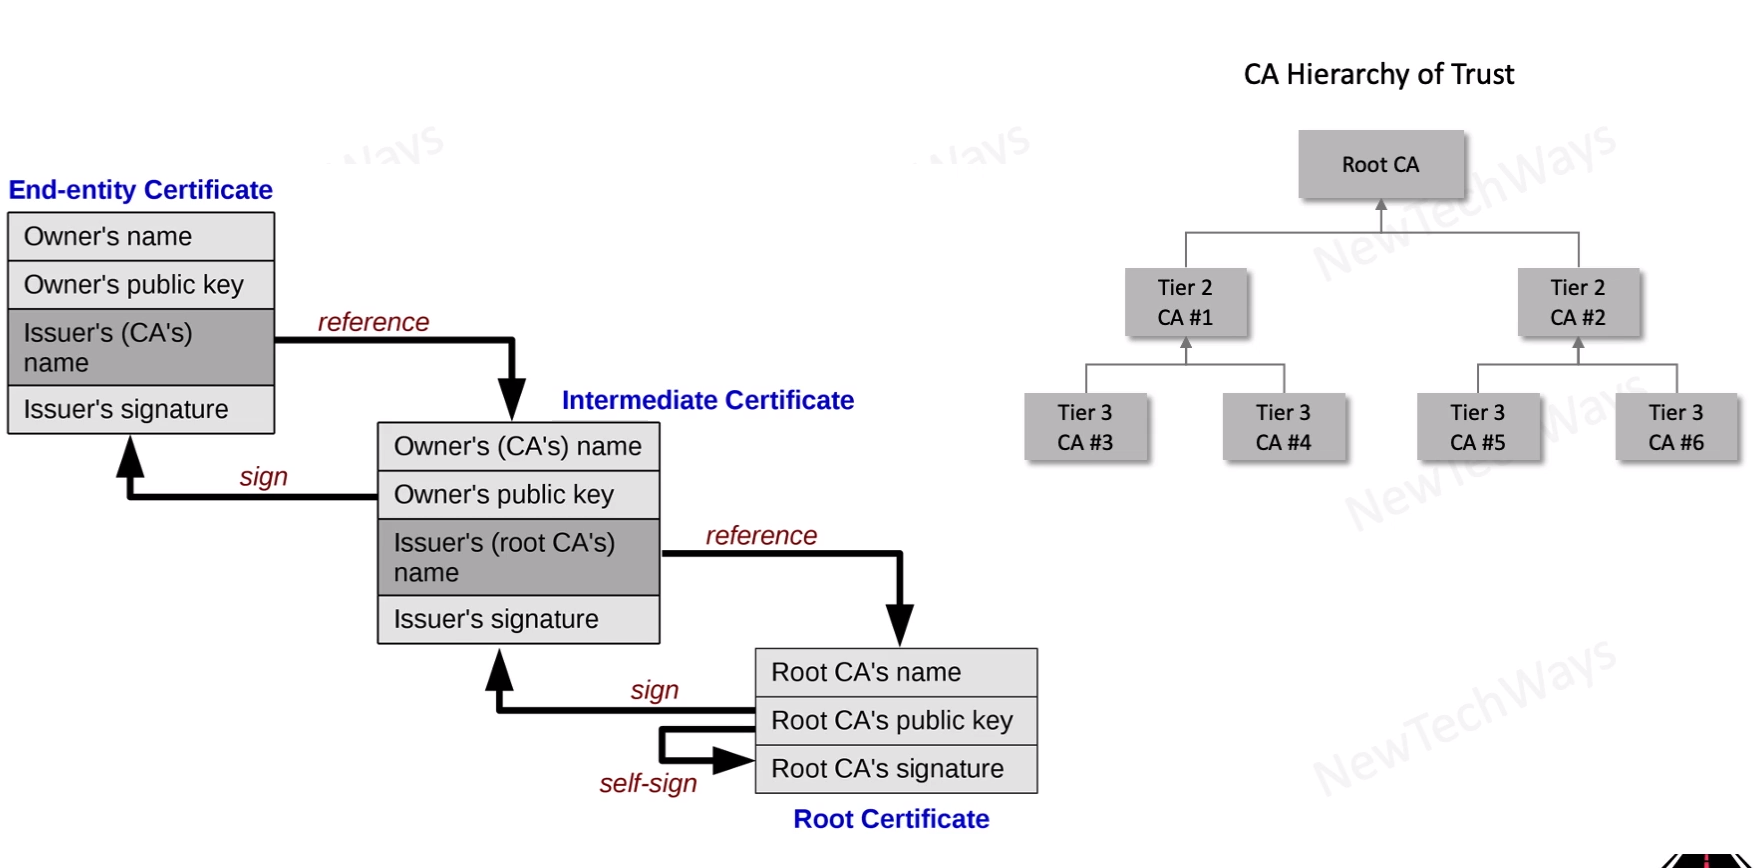 CA Hierarchy of Trust
Root CA
Tier 2
CA #1
Tier 2
CA #2
Tier 3
CA #3
Tier 3
CA #4
Tier 3
CA #5
Tier 3
CA #6
End-entity Certificate
Owner's name
Owner's public key
Issuer's (CA's)
name
Issuer's signature
reference
sign
Intermediate Certificate
Owner's (CA's) name
Owner's public key
Issuer's (root CA's)
name
Issuer's signature
reference
sign
self-sign
Root CA's name
Root CA's public key
Root CA's signature
Root Certificate
Ways
Ways
NewTechWays
NewTechWays
NewTechWays